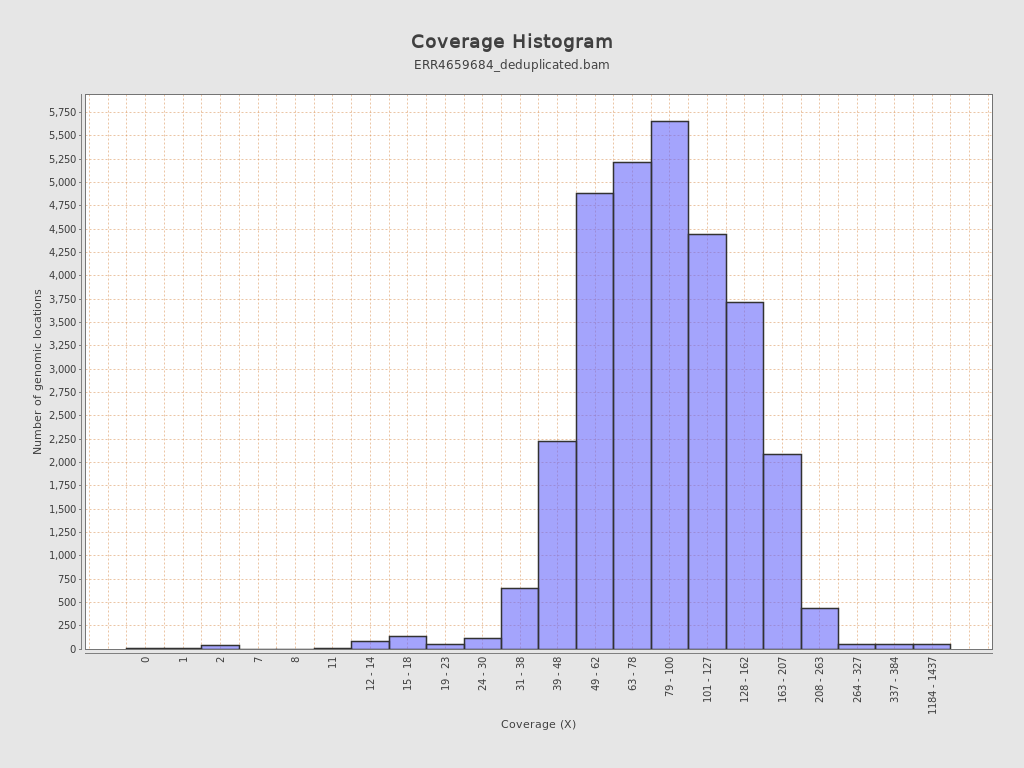 Coverage Histogram
ERR4659684_deduplicated.bam
Number of genomic locations
5,750
5,500
5,250
5,000
4,750
4,500
4,250
4,000
3,750
3,500
3,250
3,000
2,750
2,500
2,250
2,000
1,750
1,500
1,250
1,000
750
500
250
0
0
1
2
7
8
11
12 - 14
15 - 18
19 - 23
24 - 30
31 - 38
39 - 48
49 - 62
63 - 78
79 - 100
101 - 127
128 - 162
163 - 207
208 - 263
264 - 327
337 - 384
1184 - 1437
Coverage (X)